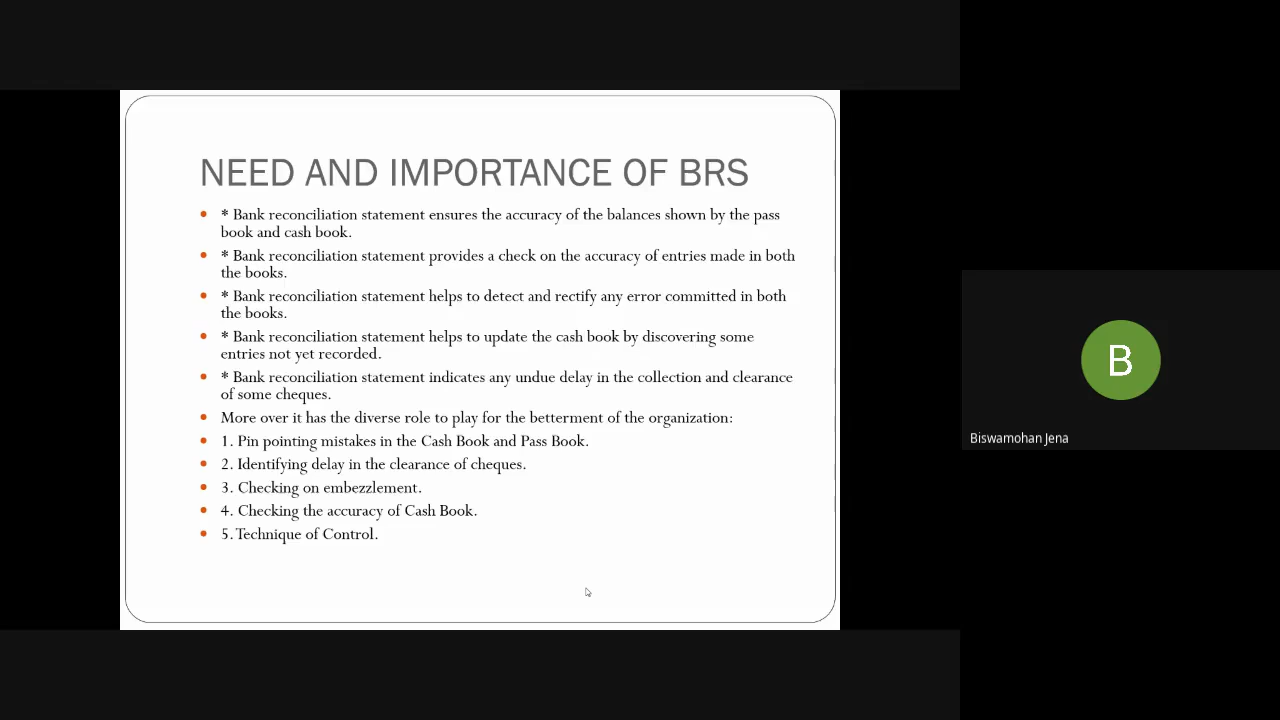 NEED AND IMPORTANCE OF BRS
* Bank reconciliation statement ensures the accuracy of the balances shown by the pass
book and cash book.
* Bank reconciliation statement provides a check on the accuracy of entries made in both
the books.
* Bank reconciliation statement helps to detect and rectify any error committed in both
the books.
* Bank reconciliation statement helps to update the cash book by discovering some
entries not yet recorded.
* Bank reconciliation statement indicates any undue delay in the collection and clearance
of some cheques.
More over it has the diverse role to play for the betterment of the organization:
1. Pin pointing mistakes in the Cash Book and Pass Book.
2. Identifying delay in the clearance of cheques.
3. Checking on embezzlement.
4. Checking the accuracy of Cash Book.
5. Technique of Control.
B
Biswamohan Jena